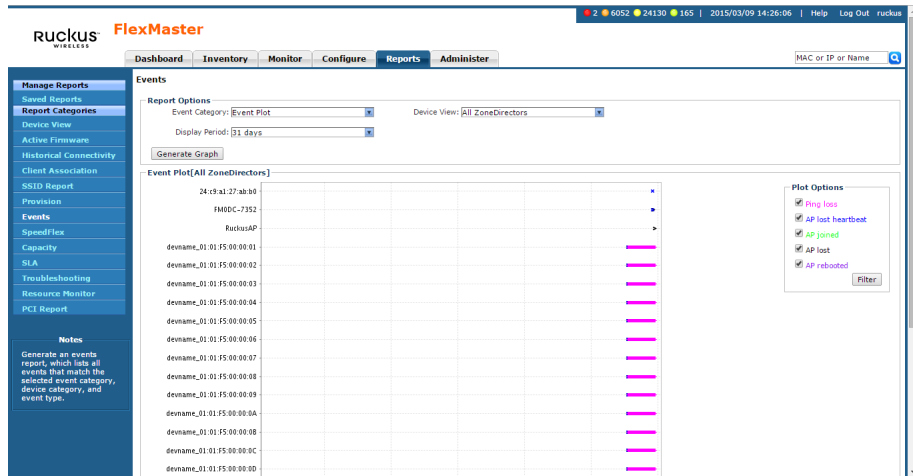 2 6052 24130 165 | 2015/03/09 14:26:06 | Help Log Out ruckus
RUCKUS WIRELESS
FlexMaster
Dashboard Inventory Monitor Configure Reports Administer
MAC or IP or Name
Manage Reports
Saved Reports
Report Categories
Device View
Active Firmware
Historical Connectivity
Client Association
SSID Report
Provision
Events
SpeedFlex
Capacity
SLA
Troubleshooting
Resource Monitor
PCI Report
Notes
Generate an events
report, which lists all
events that match the
selected event category,
device category, and
event type.
Events
Report Options
Event Category: Event Plot Device View: All ZoneDirectors
Display Period: 31 days
Generate Graph
Event Plot[All ZoneDirectors]
24:c9:a1:27:ab:b0
FM0DC-7352
RuckusAP
devname_01:01:F5:00:00:01
devname_01:01:F5:00:00:02
devname_01:01:F5:00:00:03
devname_01:01:F5:00:00:04
devname_01:01:F5:00:00:05
devname_01:01:F5:00:00:06
devname_01:01:F5:00:00:07
devname_01:01:F5:00:00:08
devname_01:01:F5:00:00:09
devname_01:01:F5:00:00:0A
devname_01:01:F5:00:00:0B
devname_01:01:F5:00:00:0C
devname_01:01:F5:00:00:0D
Plot Options
Ping loss
AP lost heartbeat
AP joined
AP lost
AP rebooted
Filter